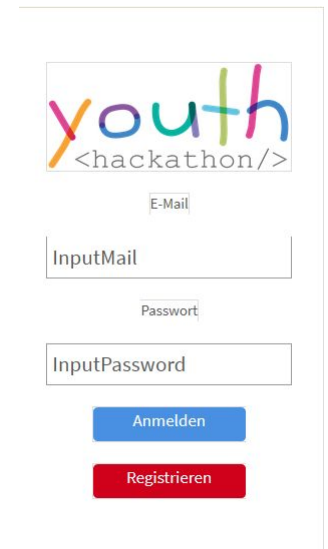 youth
<hackathon/>
E-Mail
InputMail
Passwort
InputPassword
Anmelden
Registrieren